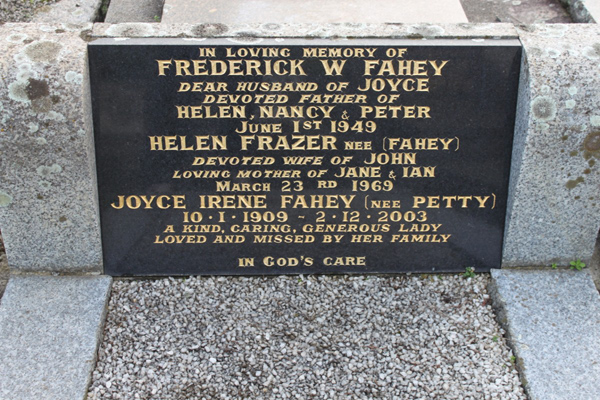 IN LOVING MEMORY OF
FREDERICK W FAHEY
DEAR HUSBAND OF JOYCE
DEVOTED FATHER OF
HELEN, NANCY & PETER
JUNE 1ST 1949
HELEN FRAZER NEE (FAHEY)
DEVOTED WIFE OF JOHN
LOVING MOTHER OF JANE & IAN
MARCH 23 RD 1969
JOYCE IRENE FAHEY (NEE PETTY)
10·1·1909 ~ 2·12·2003
A KIND, CARING, GENEROUS LADY
LOVED AND MISSED BY HER FAMILY
IN GOD'S CARE